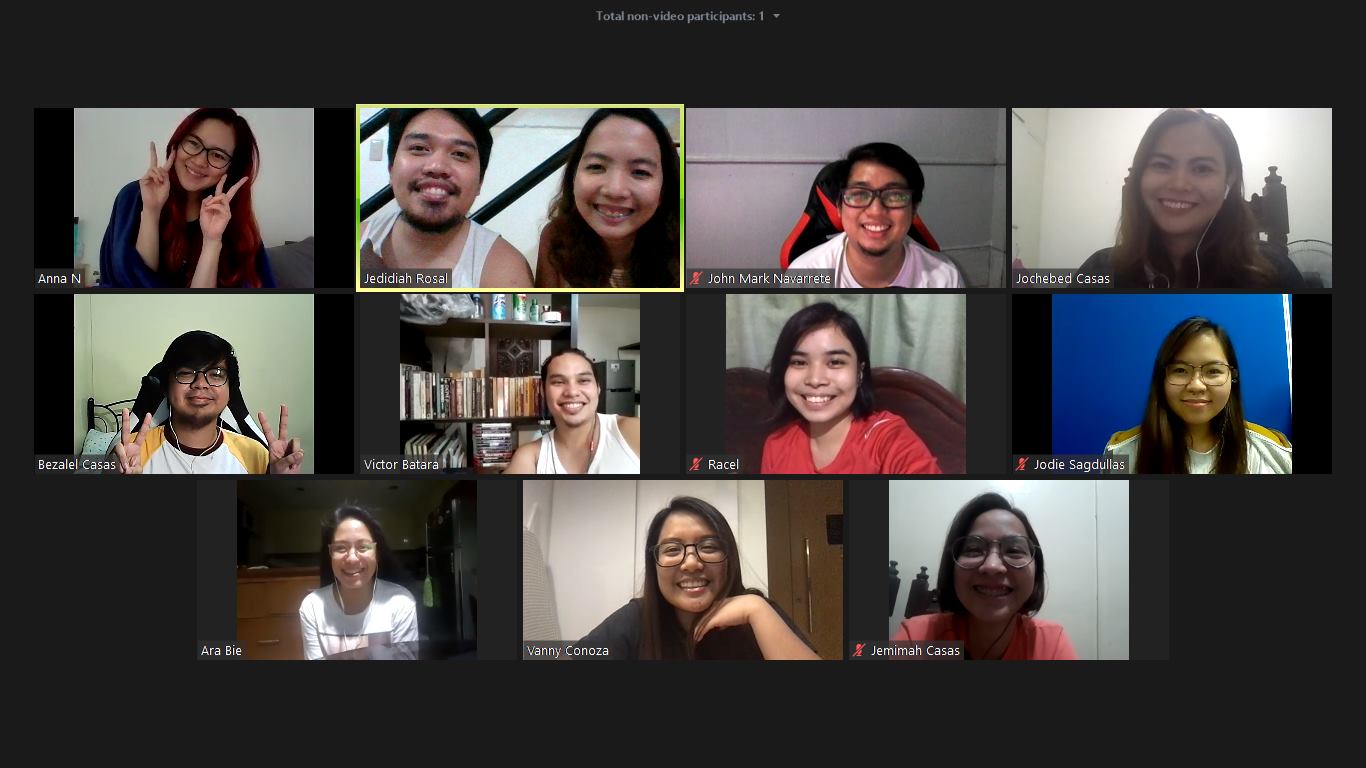 Total non-video participants: 1
Anna N
Jedidiah Rosal
John Mark Navarrete
Jochebed Casas
Bezalel Casas
Victor Batara
Racel
Jodie Sagdullas
Ara Bie
Vanny Conoza
Jemimah Casas